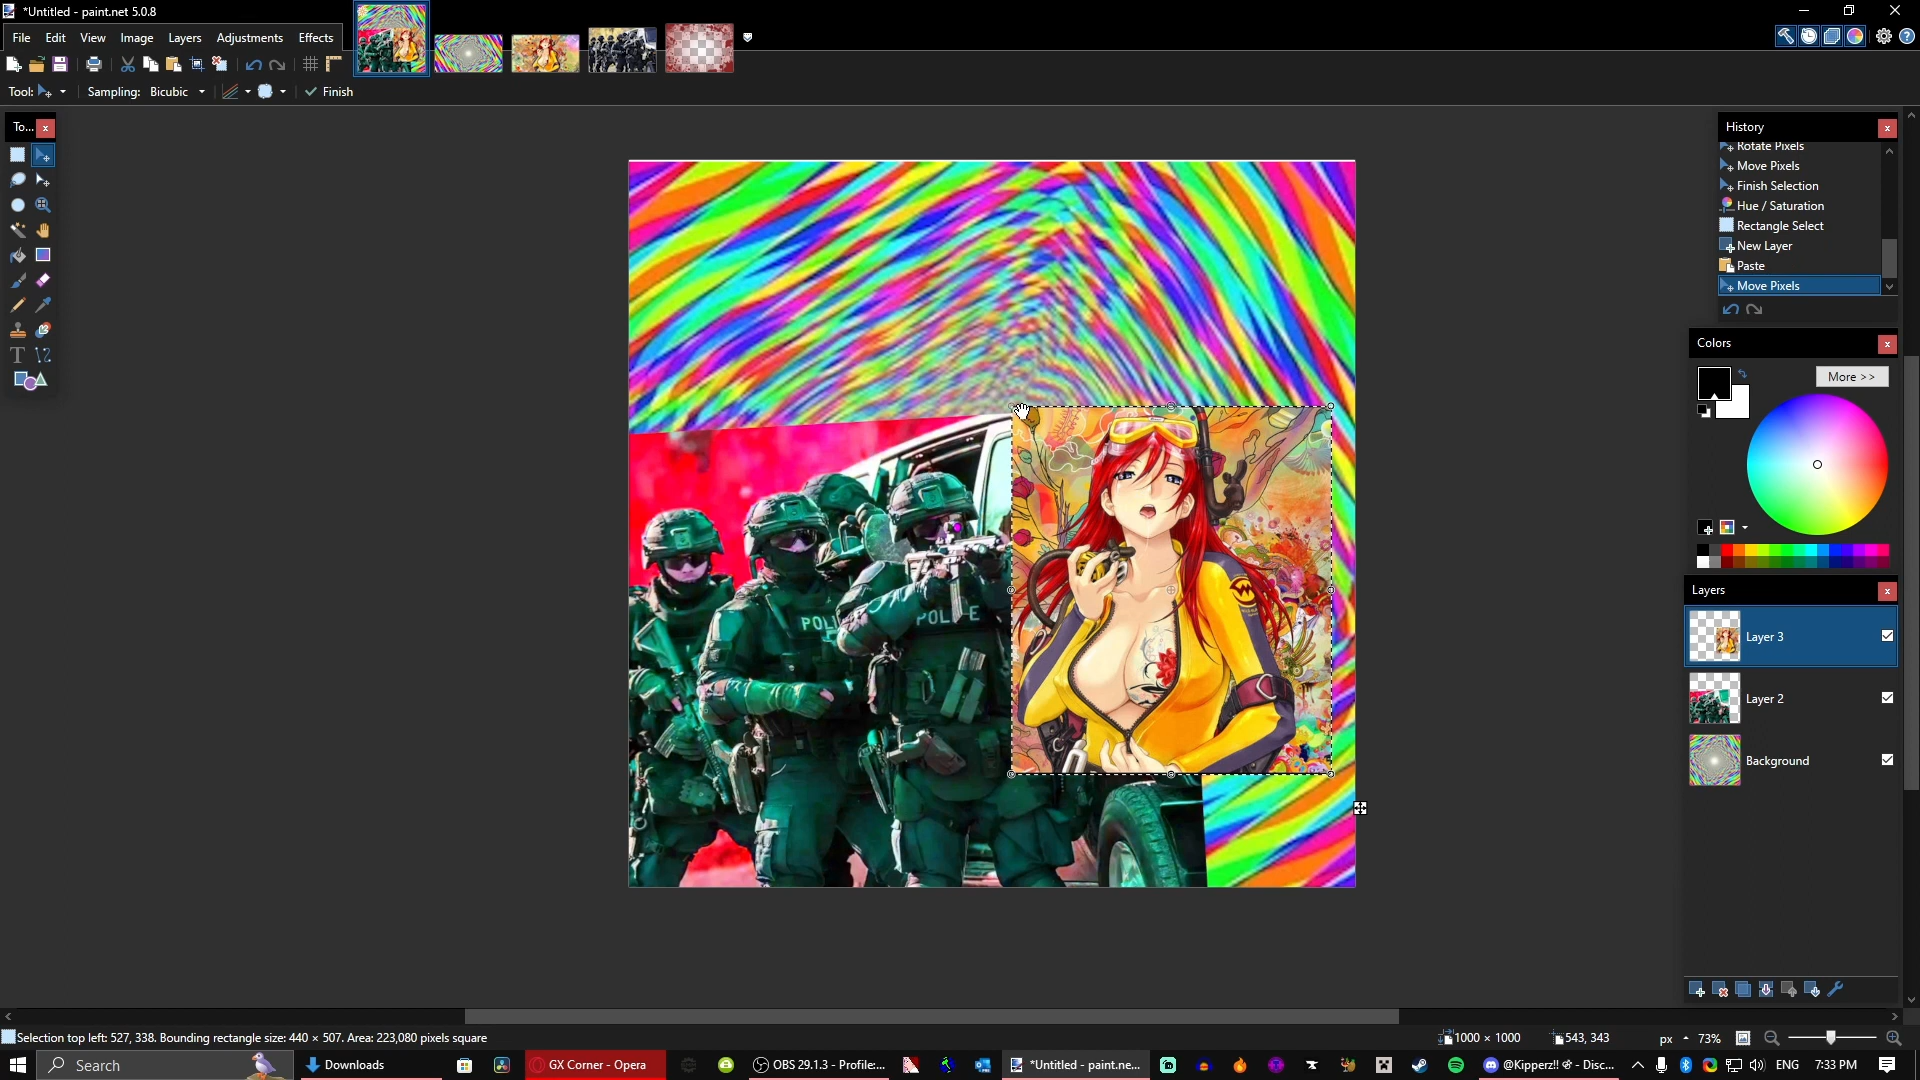 *Untitled - paint.net 5.0.8
File Edit View Image Layers Adjustments Effects
Tool: Sampling: Bicubic Finish
To...
History
Rotate Pixels
Move Pixels
Finish Selection
Hue / Saturation
Rectangle Select
New Layer
Paste
Move Pixels
Colors
More >>
Layers
Layer 3
Layer 2
Background
POLI
POLICE
Selection top left: 527, 338. Bounding rectangle size: 440 × 507. Area: 223,080 pixels square
1000 × 1000 543, 343 px 73%
Search Downloads GX Corner - Opera OBS 29.1.3 - Profile:... *Untitled - paint.ne... @Kipperz!! - Disc... ENG 7:33 PM